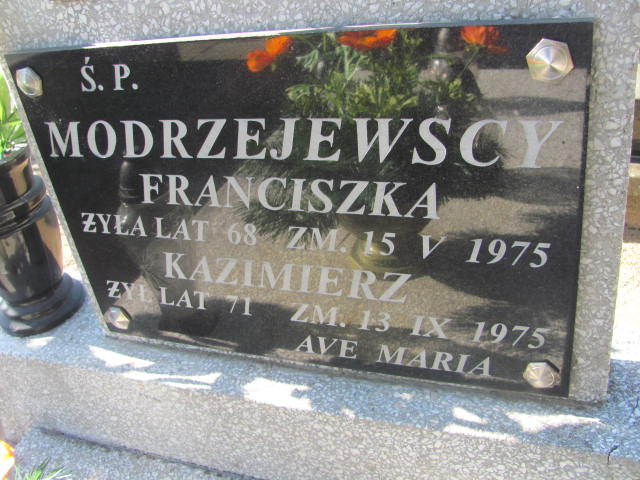 Ś. P.
MODRZEJEWSCY
FRANCISZKA
ŻYŁA LAT 68 ZM. 15 V 1975
KAZIMIERZ
ŻYŁ LAT 71 ZM. 13 IX 1975
AVE MARIA